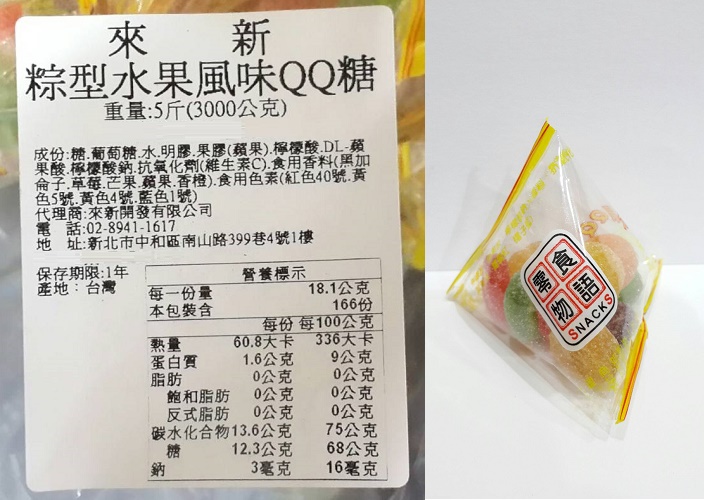 來 新
粽型水果風味QQ糖
重量:5斤(3000公克)
成份:糖.葡萄糖.水.明膠.果膠(蘋果).檸檬酸.DL-蘋
果酸.檸檬酸鈉.抗氧化劑(維生素C).食用香料(黑加
侖子.草莓.芒果.蘋果.香橙).食用色素(紅色40號.黃
色5號.黃色4號.藍色1號)
代理商:來新開發有限公司
電 話:02-8941-1617
地 址:新北市中和區南山路399巷4號1樓
保存期限:1年
產地：台灣
營養標示
每一份量 18.1公克
本包裝含 166份
每份 每100公克
熱量 60.8大卡 336大卡
蛋白質 1.6公克 9公克
脂肪 0公克 0公克
飽和脂肪 0公克 0公克
反式脂肪 0公克 0公克
碳水化合物 13.6公克 75公克
糖 12.3公克 68公克
鈉 3毫克 16毫克
零食
物語
SNACKS